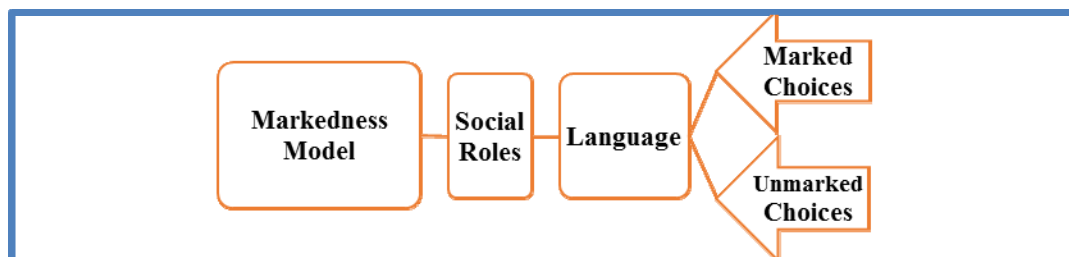 Markedness
Model
Social
Roles
Language
Marked
Choices
Unmarked
Choices